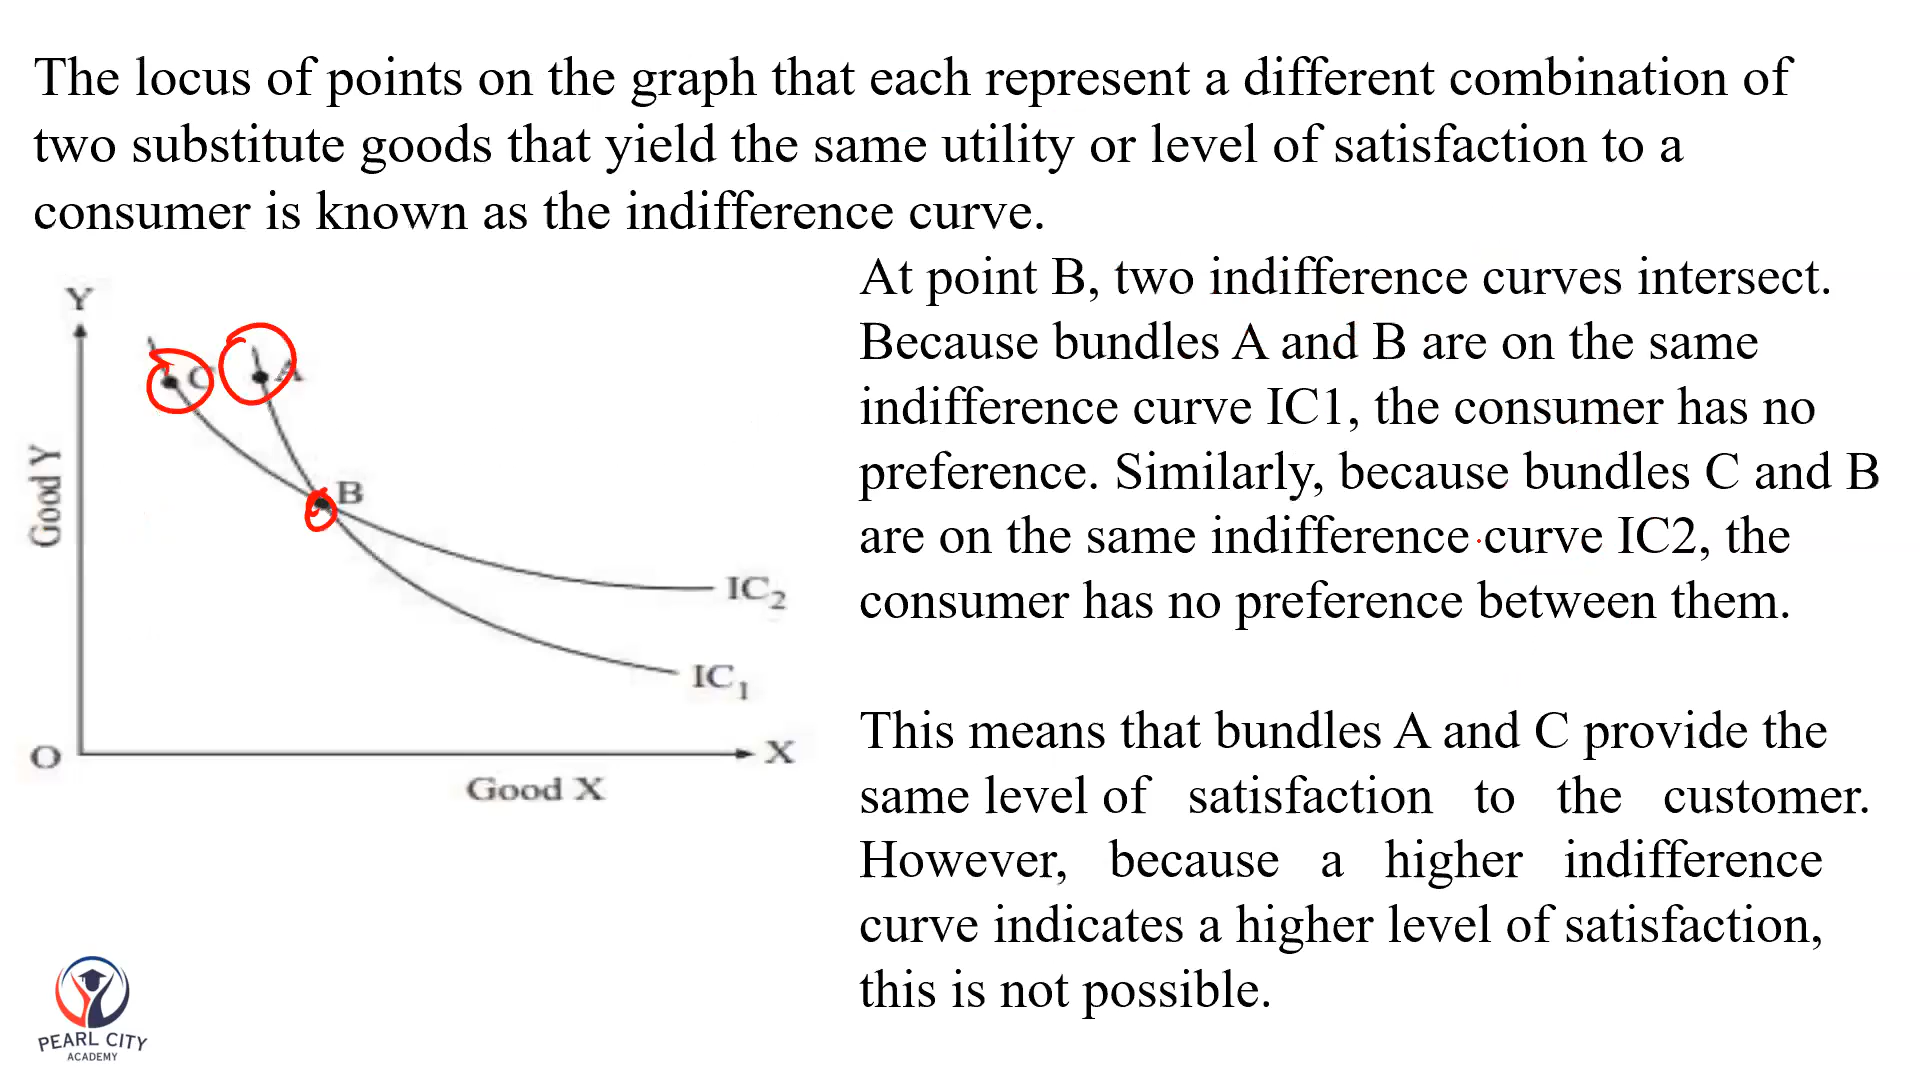 The locus of points on the graph that each represent a different combination of
two substitute goods that yield the same utility or level of satisfaction to a
consumer is known as the indifference curve.
Y
C
A
B
Good Y
IC2
IC1
O
X
Good X
At point B, two indifference curves intersect.
Because bundles A and B are on the same
indifference curve IC1, the consumer has no
preference. Similarly, because bundles C and B
are on the same indifference curve IC2, the
consumer has no preference between them.
This means that bundles A and C provide the
same level of satisfaction to the customer.
However, because a higher indifference
curve indicates a higher level of satisfaction,
this is not possible.
PEARL CITY
ACADEMY